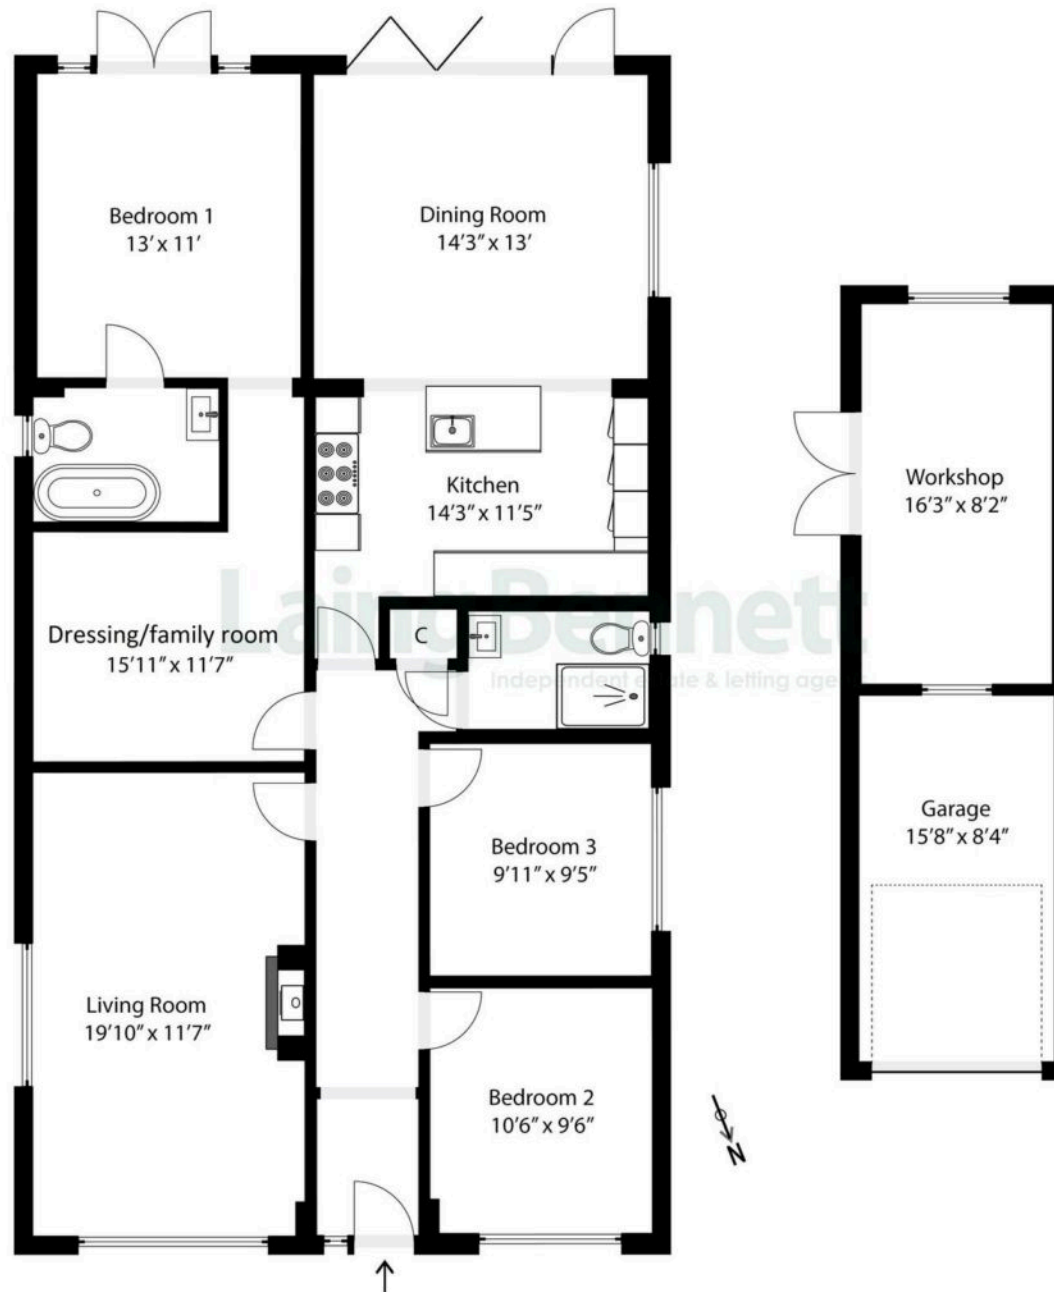 Bedroom 1
13’ x 11’
Dining Room
14’3” x 13’
Kitchen
14’3” x 11’5”
Workshop
16’3” x 8’2”
Laing Bennett
Independent estate & letting agents
Dressing/family room
15’11” x 11’7”
C
Garage
15’8” x 8’4”
Bedroom 3
9’11” x 9’5”
Living Room
19’10” x 11’7”
Bedroom 2
10’6” x 9’6”
N